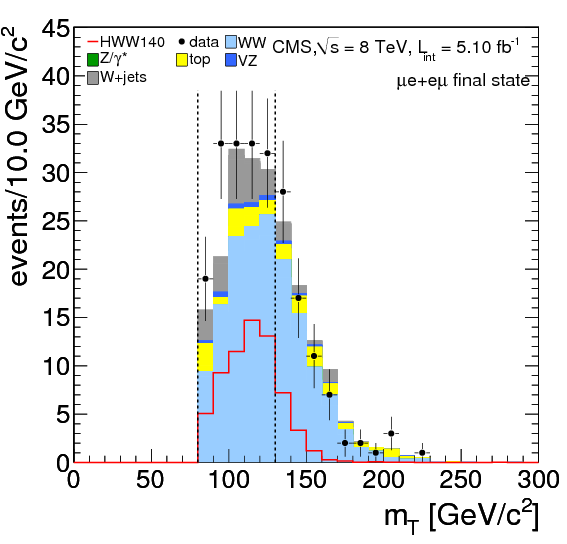 45
40
35
30
25
20
15
10
5
0
events/10.0 GeV/c²
HWW140 data WW
Z/γ* top VZ
W+jets
CMS,√s = 8 TeV, L_int = 5.10 fb⁻¹
μe+eμ final state
0 50 100 150 200 250 300
m_T [GeV/c²]